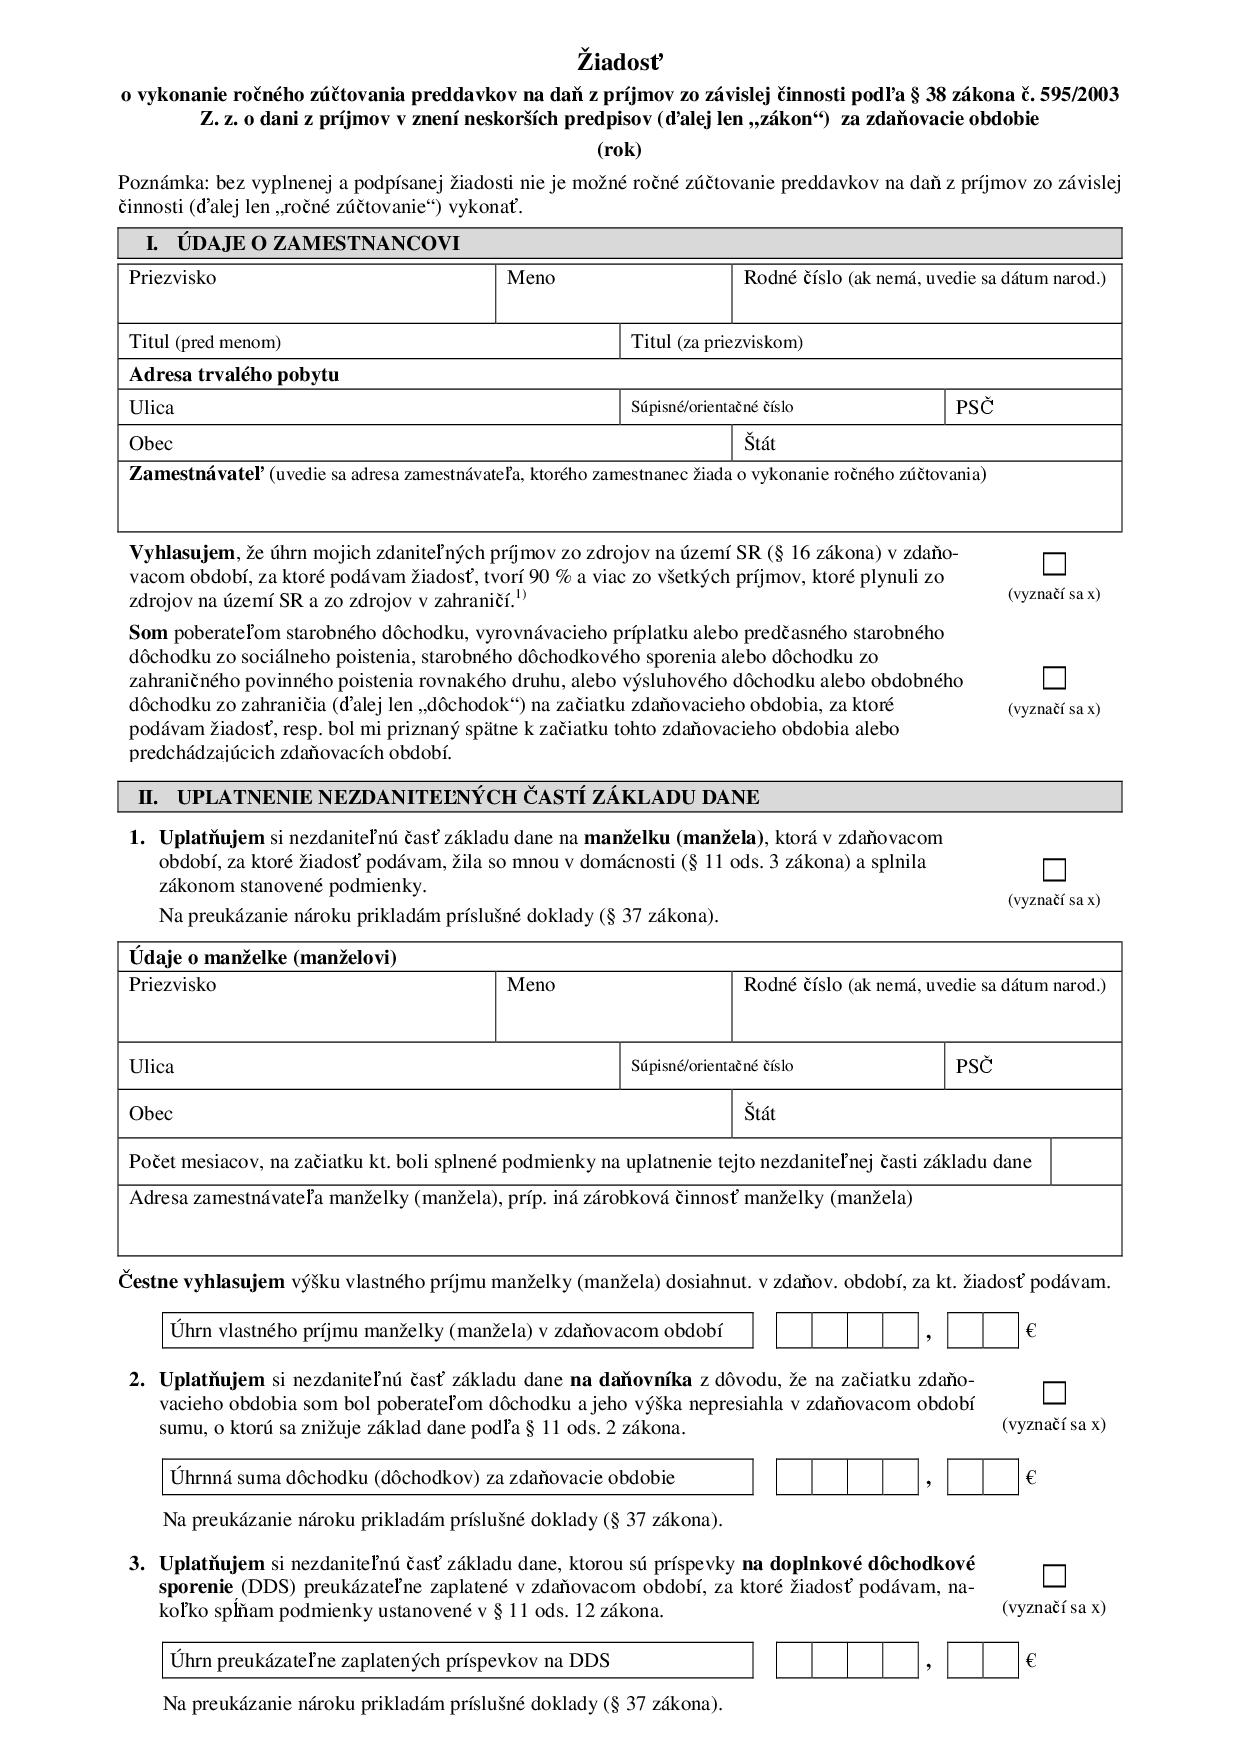 Žiadosť
o vykonanie ročného zúčtovania preddavkov na daň z príjmov zo závislej činnosti podľa § 38 zákona č. 595/2003
Z. z. o dani z príjmov v znení neskorších predpisov (ďalej len „zákon“) za zdaňovacie obdobie
(rok)
Poznámka: bez vyplnenej a podpísanej žiadosti nie je možné ročné zúčtovanie preddavkov na daň z príjmov zo závislej
činnosti (ďalej len „ročné zúčtovanie“) vykonať.
I. ÚDAJE O ZAMESTNANCOVI
Priezvisko Meno Rodné číslo (ak nemá, uvedie sa dátum narod.)
Titul (pred menom) Titul (za priezviskom)
Adresa trvalého pobytu
Ulica Súpisné/orientačné číslo PSČ
Obec Štát
Zamestnávateľ (uvedie sa adresa zamestnávateľa, ktorého zamestnanec žiada o vykonanie ročného zúčtovania)
Vyhlasujem, že úhrn mojich zdaniteľných príjmov zo zdrojov na území SR (§ 16 zákona) v zdaňo-
vacom období, za ktoré podávam žiadosť, tvorí 90 % a viac zo všetkých príjmov, ktoré plynuli zo
zdrojov na území SR a zo zdrojov v zahraničí.1)
(vyznačí sa x)
Som poberateľom starobného dôchodku, vyrovnávacieho príplatku alebo predčasného starobného
dôchodku zo sociálneho poistenia, starobného dôchodkového sporenia alebo dôchodku zo
zahraničného povinného poistenia rovnakého druhu, alebo výsluhového dôchodku alebo obdobného
dôchodku zo zahraničia (ďalej len „dôchodok“) na začiatku zdaňovacieho obdobia, za ktoré
podávam žiadosť, resp. bol mi priznaný spätne k začiatku tohto zdaňovacieho obdobia alebo
predchádzajúcich zdaňovacích období.
(vyznačí sa x)
II. UPLATNENIE NEZDANITEĽNÝCH ČASTÍ ZÁKLADU DANE
1. Uplatňujem si nezdaniteľnú časť základu dane na manželku (manžela), ktorá v zdaňovacom
období, za ktoré žiadosť podávam, žila so mnou v domácnosti (§ 11 ods. 3 zákona) a splnila
zákonom stanovené podmienky.
(vyznačí sa x)
Na preukázanie nároku prikladám príslušné doklady (§ 37 zákona).
Údaje o manželke (manželovi)
Priezvisko Meno Rodné číslo (ak nemá, uvedie sa dátum narod.)
Ulica Súpisné/orientačné číslo PSČ
Obec Štát
Počet mesiacov, na začiatku kt. boli splnené podmienky na uplatnenie tejto nezdaniteľnej časti základu dane
Adresa zamestnávateľa manželky (manžela), príp. iná zárobková činnosť manželky (manžela)
Čestne vyhlasujem výšku vlastného príjmu manželky (manžela) dosiahnut. v zdaňov. období, za kt. žiadosť podávam.
Úhrn vlastného príjmu manželky (manžela) v zdaňovacom období , €
2. Uplatňujem si nezdaniteľnú časť základu dane na daňovníka z dôvodu, že na začiatku zdaňo-
vacieho obdobia som bol poberateľom dôchodku a jeho výška nepresiahla v zdaňovacom období
sumu, o ktorú sa znižuje základ dane podľa § 11 ods. 2 zákona.
(vyznačí sa x)
Úhrnná suma dôchodku (dôchodkov) za zdaňovacie obdobie , €
Na preukázanie nároku prikladám príslušné doklady (§ 37 zákona).
3. Uplatňujem si nezdaniteľnú časť základu dane, ktorou sú príspevky na doplnkové dôchodkové
sporenie (DDS) preukázateľne zaplatené v zdaňovacom období, za ktoré žiadosť podávam, na-
koľko spĺňam podmienky ustanovené v § 11 ods. 12 zákona.
(vyznačí sa x)
Úhrn preukázateľne zaplatených príspevkov na DDS , €
Na preukázanie nároku prikladám príslušné doklady (§ 37 zákona).